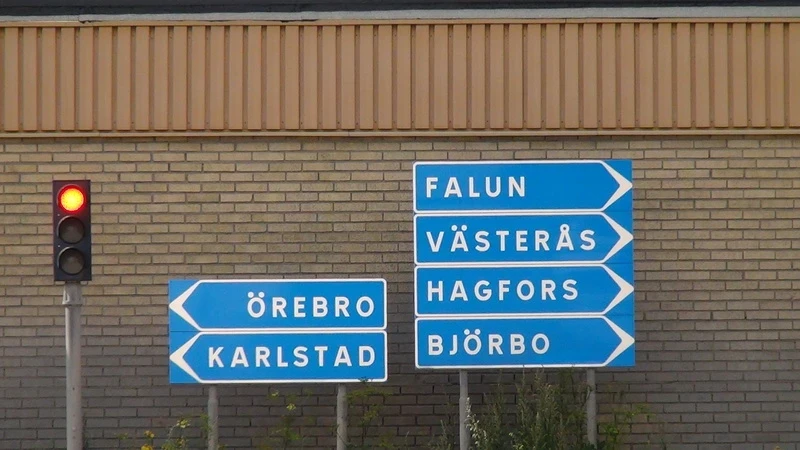 ÖREBRO
KARLSTAD
FALUN
VÄSTERÅS
HAGFORS
BJÖRBO